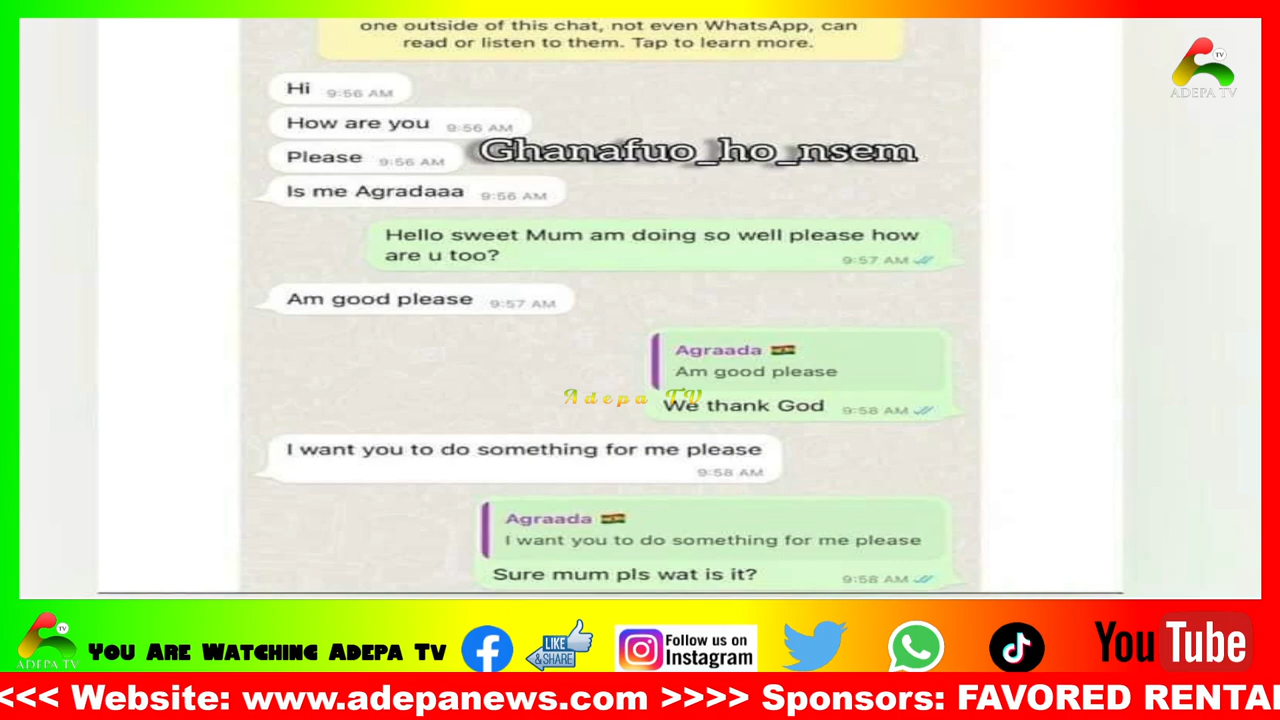 one outside of this chat, not even WhatsApp, can
read or listen to them. Tap to learn more.
TV
ADEPA TV
Hi 9:56 AM
How are you 9:56 AM
Ghanafuo_ho_nsem
Please 9:56 AM
Is me Agradaaa 9:56 AM
Hello sweet Mum am doing so well please how
are u too? 9:57 AM
Am good please 9:57 AM
Agraada
Am good please
Adepa TV
We thank God 9:58 AM
I want you to do something for me please
9:58 AM
Agraada
I want you to do something for me please
Sure mum pls wat is it? 9:58 AM
TV
ADEPA TV
You Are Watching Adepa Tv
LIKE
& SHARE
Follow us on
Instagram
YouTube
<<< Website: www.adepanews.com >>>> Sponsors: FAVORED RENTAL